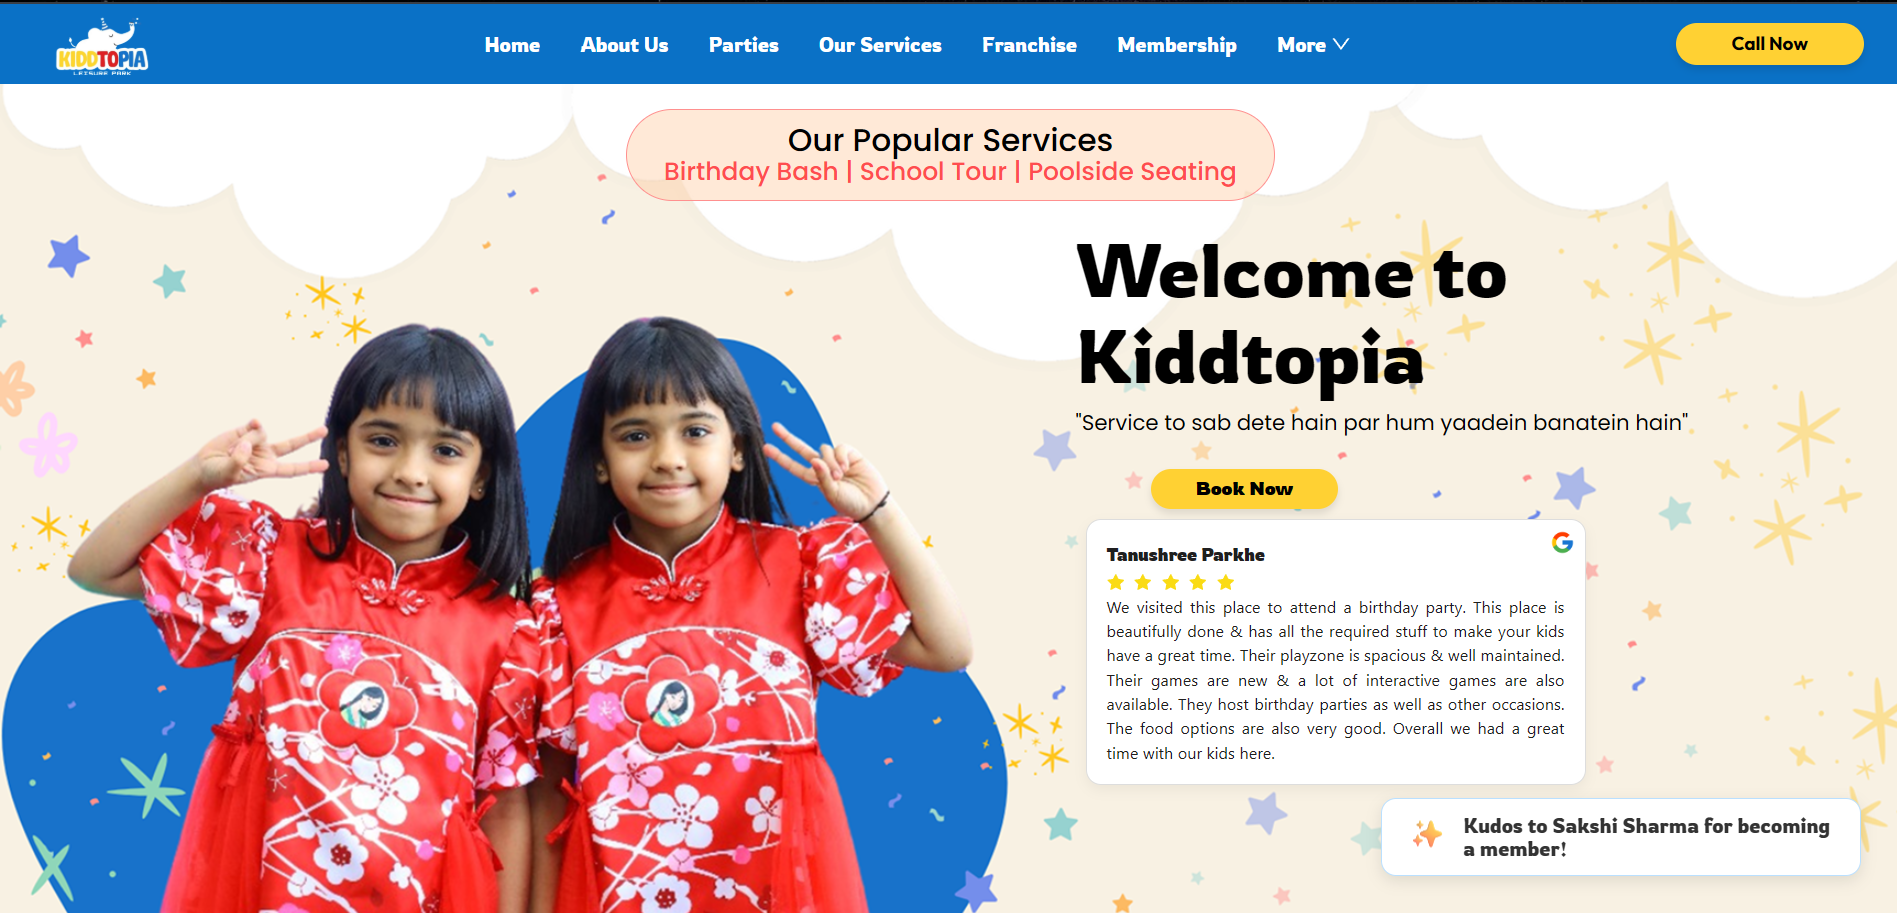 KIDDTOPIA
LEISURE PARK
Home About Us Parties Our Services Franchise Membership More
Call Now
Our Popular Services
Birthday Bash | School Tour | Poolside Seating
Welcome to
Kiddtopia
"Service to sab dete hain par hum yaadein banatein hain"
Book Now
Tanushree Parkhe
We visited this place to attend a birthday party. This place is
beautifully done & has all the required stuff to make your kids
have a great time. Their playzone is spacious & well maintained.
Their games are new & a lot of interactive games are also
available. They host birthday parties as well as other occasions.
The food options are also very good. Overall we had a great
time with our kids here.
Kudos to Sakshi Sharma for becoming
a member!